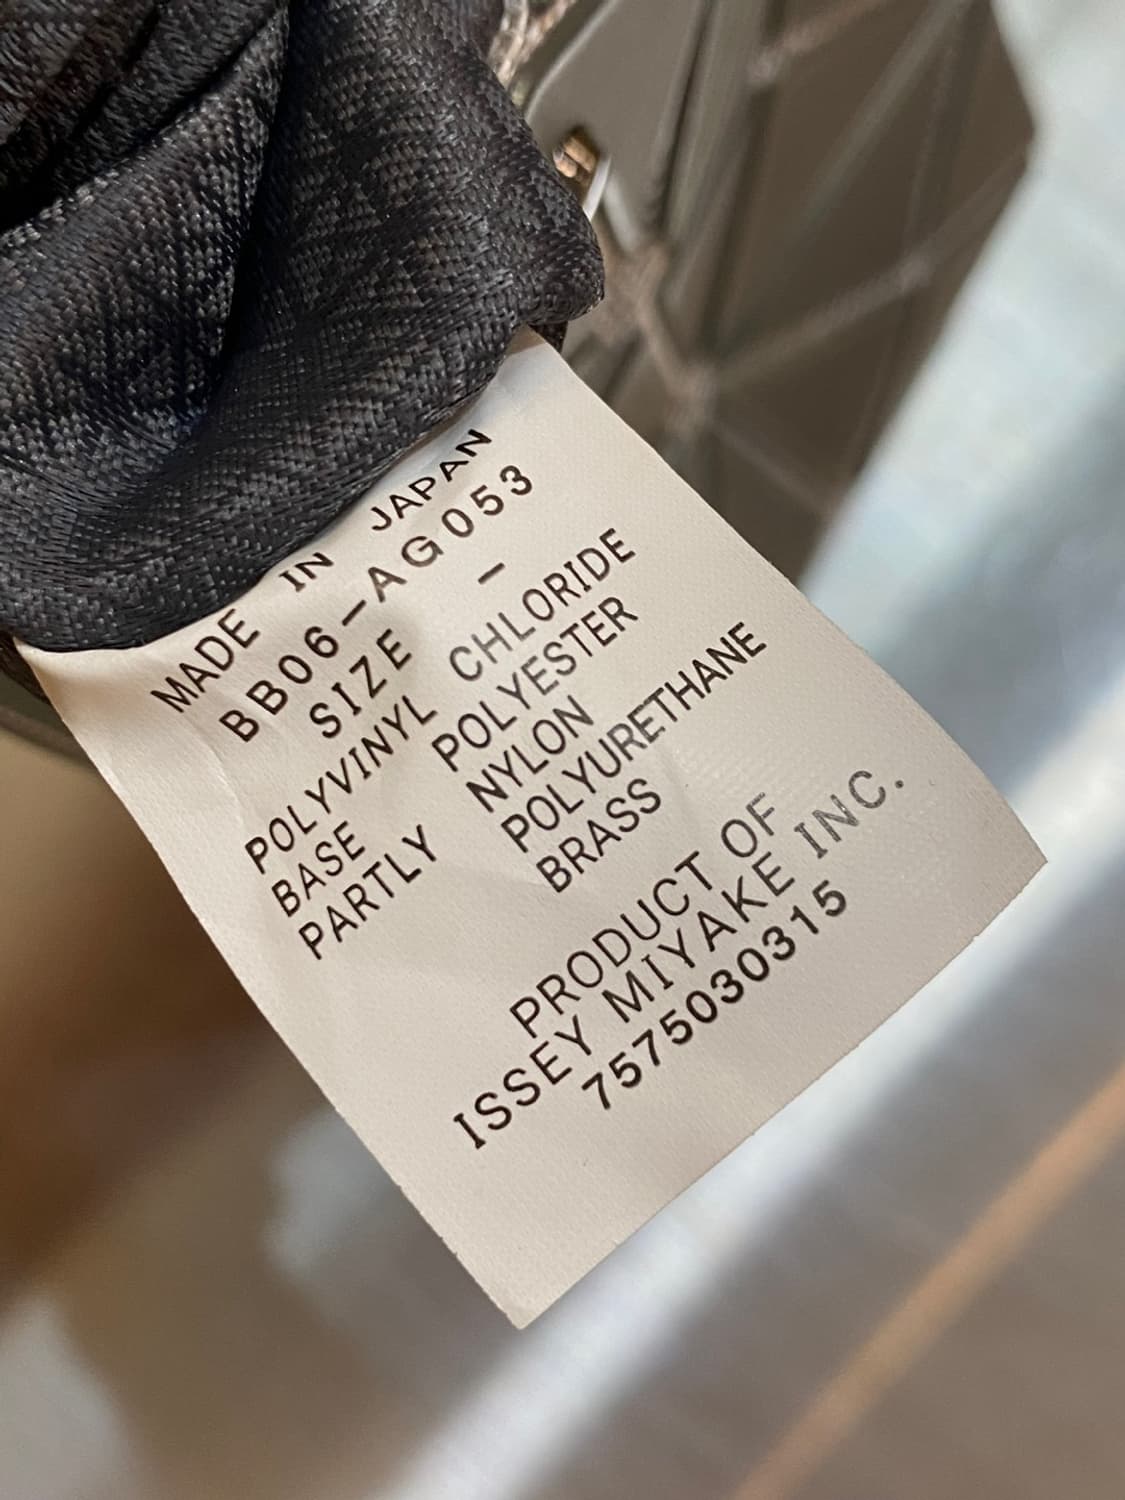 MADE IN JAPAN
BB06-AG053
SIZE -
POLYVINYL CHLORIDE
BASE POLYESTER
PARTLY NYLON
POLYURETHANE
BRASS
PRODUCT OF
ISSEY MIYAKE INC.
7575030315